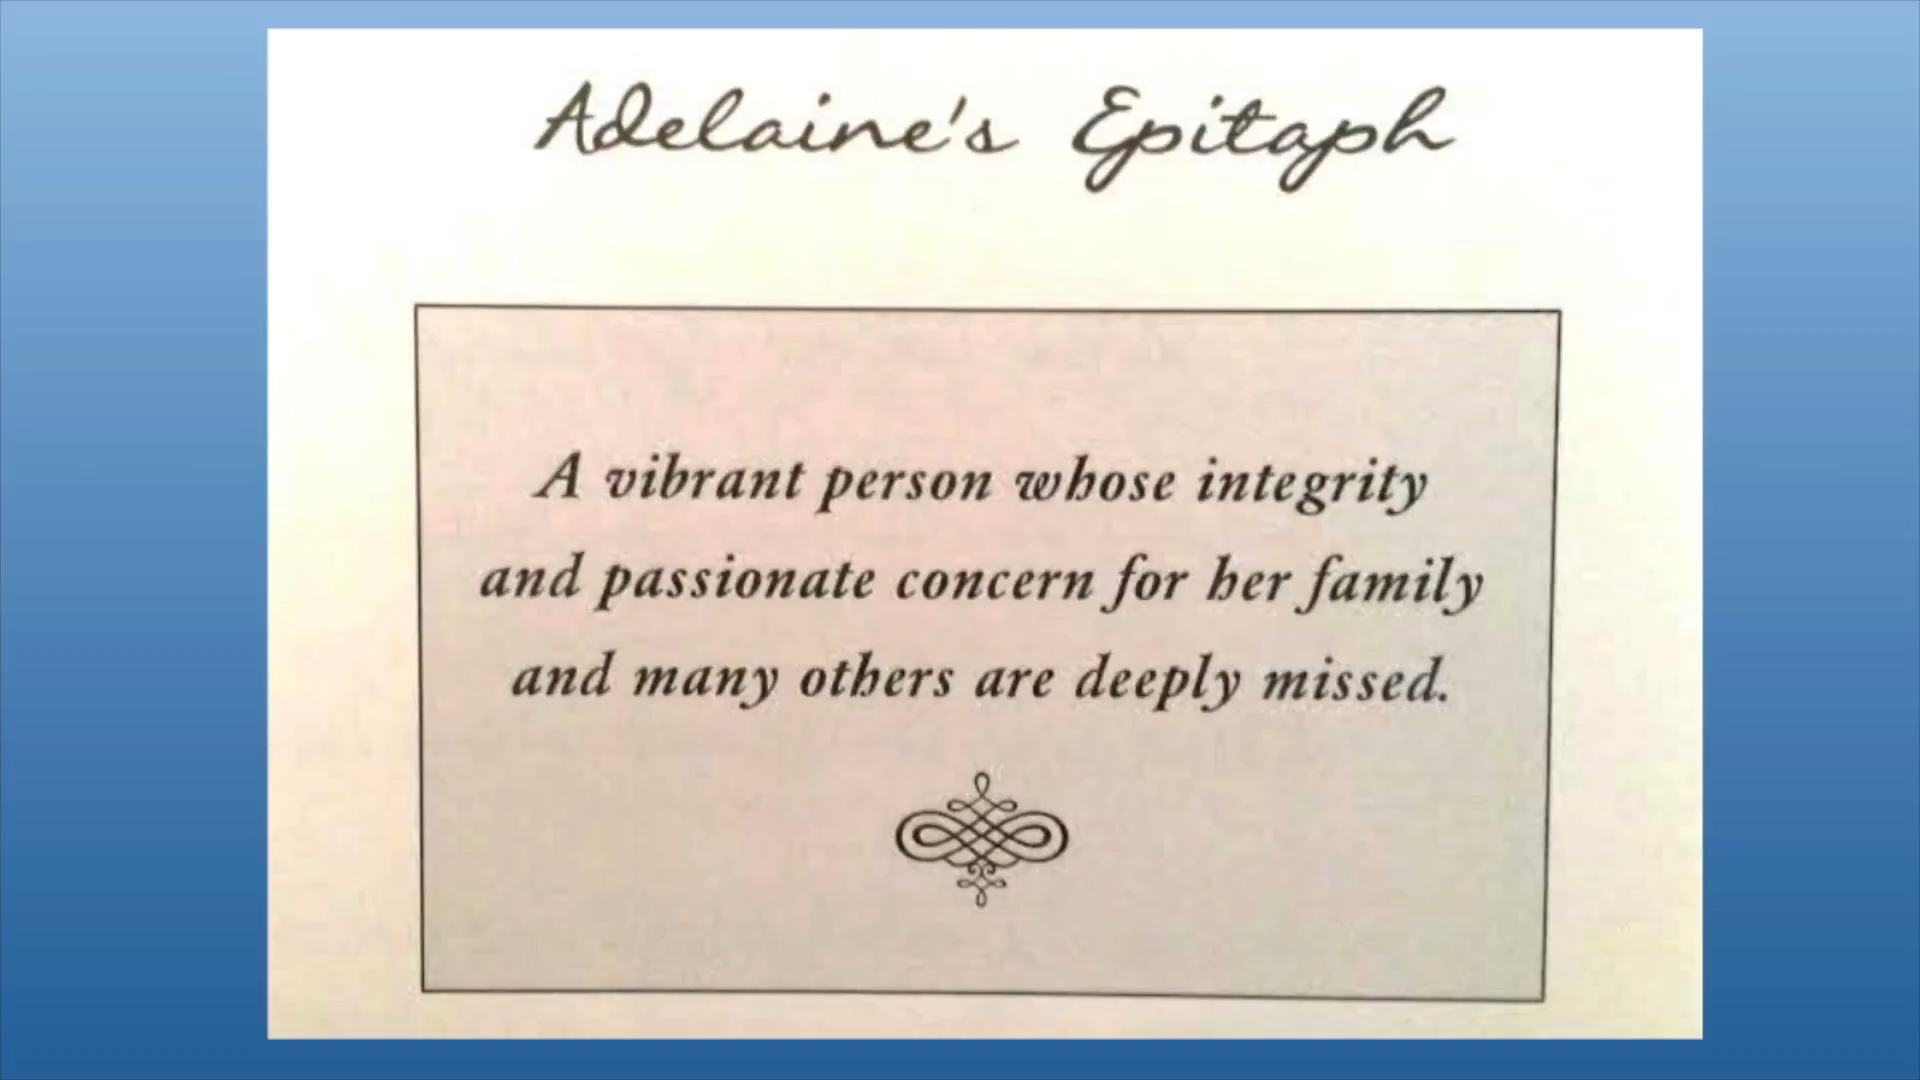 Adelaine's Epitaph
A vibrant person whose integrity
and passionate concern for her family
and many others are deeply missed.